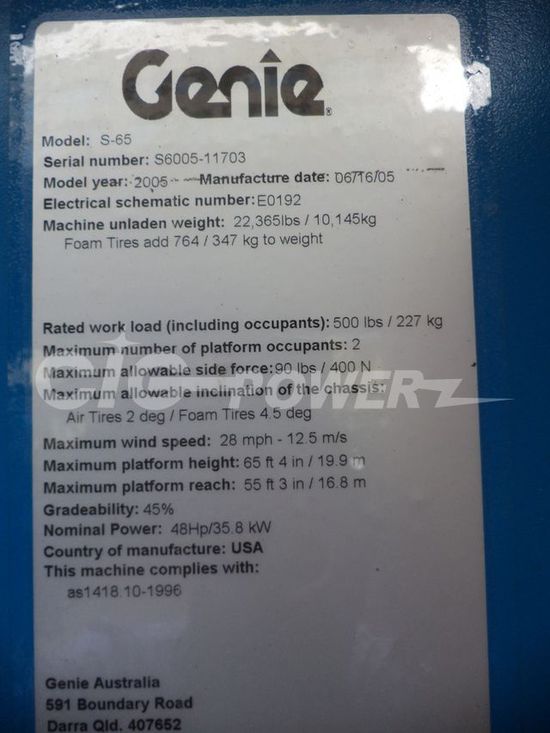 Genie®
Model: S-65
Serial number: S6005-11703
Model year: 2005 Manufacture date: 06/16/05
Electrical schematic number: E0192
Machine unladen weight: 22,365lbs / 10,145kg
Foam Tires add 764 / 347 kg to weight
Rated work load (including occupants): 500 lbs / 227 kg
Maximum number of platform occupants: 2
Maximum allowable side force: 90 lbs / 400 N
Maximum allowable inclination of the chassis:
POWER
Air Tires 2 deg / Foam Tires 4.5 deg
Maximum wind speed: 28 mph - 12.5 m/s
Maximum platform height: 65 ft 4 in / 19.9 m
Maximum platform reach: 55 ft 3 in / 16.8 m
Gradeability: 45%
Nominal Power: 48Hp/35.8 kW
Country of manufacture: USA
This machine complies with:
as1418.10-1996
Genie Australia
591 Boundary Road
Darra Qld. 407652